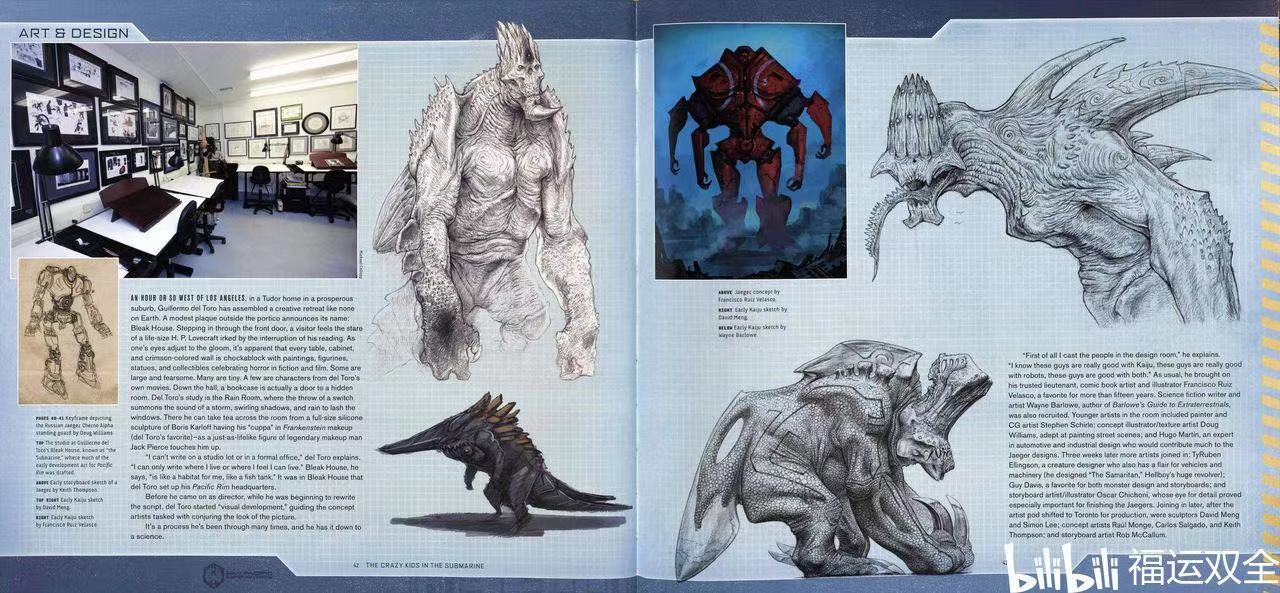 ART & DESIGN
AN HOUR OR SO WEST OF LOS ANGELES, in a Tudor home in a prosperous
suburb, Guillermo del Toro has assembled a creative retreat like none
on Earth. A modest plaque outside the portico announces its name:
Bleak House. Stepping in through the front door, a visitor feels the stare
of a life-size H. P. Lovecraft irked by the interruption of his reading. As
one's eyes adjust to the gloom, it's apparent that every table, cabinet,
and crimson-colored wall is chockablock with paintings, figurines,
statues, and collectibles celebrating horror in fiction and film. Some are
large and fearsome. Many are tiny. A few are characters from del Toro's
own movies. Down the hall, a bookcase is actually a door to a hidden
room. Del Toro's study is the Rain Room, where the throw of a switch
summons the sound of a storm, swirling shadows, and rain to lash the
windows. There he can take tea across the room from a full-size silicone
sculpture of Boris Karloff having his "cuppa" in Frankenstein makeup
(del Toro's favorite)–as a just-as-lifelike figure of legendary makeup man
Jack Pierce touches him up.
"I can't write on a studio lot or in a formal office," del Toro explains.
"I can only write where I live or where I feel I can live." Bleak House, he
says, "is like a habitat for me, like a fish tank." It was in Bleak House that
del Toro set up his Pacific Rim headquarters.
Before he came on as director, while he was beginning to rewrite
the script, del Toro started "visual development," guiding the concept
artists tasked with conjuring the look of the picture.
It's a process he's been through many times, and he has it down to
a science.
PAGES 40–41 Keyframe depicting
the Russian Jaeger Cherno Alpha
standing guard by Doug Williams.
TOP The studio at Guillermo del
Toro's Bleak House, known as "the
Submarine," where much of the
early development art for Pacific
Rim was drafted.
ABOVE Early storyboard sketch of a
Jaeger by Keith Thompson.
TOP RIGHT Early Kaiju sketch
by David Meng.
RIGHT Early Kaiju sketch
by Francisco Ruiz Velasco.
42 THE CRAZY KIDS IN THE SUBMARINE
ABOVE Jaeger concept by
Francisco Ruiz Velasco.
RIGHT Early Kaiju sketch by
David Meng.
BELOW Early Kaiju sketch by
Wayne Barlowe.
"First of all I cast the people in the design room," he explains.
"I know these guys are really good with Kaiju, these guys are really good
with robots, these guys are good with both." As usual, he brought on
his trusted lieutenant, comic book artist and illustrator Francisco Ruiz
Velasco, a favorite for more than fifteen years. Science fiction writer and
artist Wayne Barlowe, author of Barlowe's Guide to Extraterrestrials,
was also recruited. Younger artists in the room included painter and
CG artist Stephen Schirle; concept illustrator/texture artist Doug
Williams, adept at painting street scenes; and Hugo Martin, an expert
in automotive and industrial design who would contribute much to the
Jaeger designs. Three weeks later more artists joined in: TyRuben
Ellingson, a creature designer who also has a flair for vehicles and
machinery (he designed "The Samaritan," Hellboy's huge revolver);
Guy Davis, a favorite for both monster design and storyboards; and
storyboard artist/illustrator Oscar Chichoni, whose eye for detail proved
especially important for finishing the Jaegers. Joining in later, after the
artist pod shifted to Toronto for production, were sculptors David Meng
and Simon Lee; concept artists Raúl Monge, Carlos Salgado, and Keith
Thompson; and storyboard artist Rob McCallum.
bilibili 福运双全